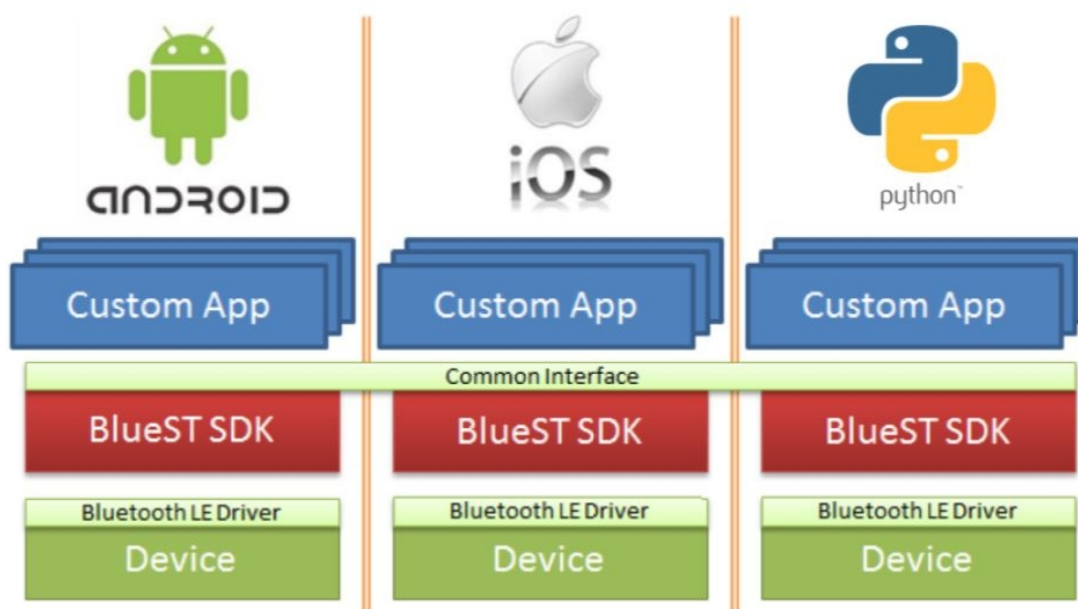 ANDROID
iOS
python™
Custom App
Custom App
Custom App
Common Interface
BlueST SDK
BlueST SDK
BlueST SDK
Bluetooth LE Driver
Bluetooth LE Driver
Bluetooth LE Driver
Device
Device
Device